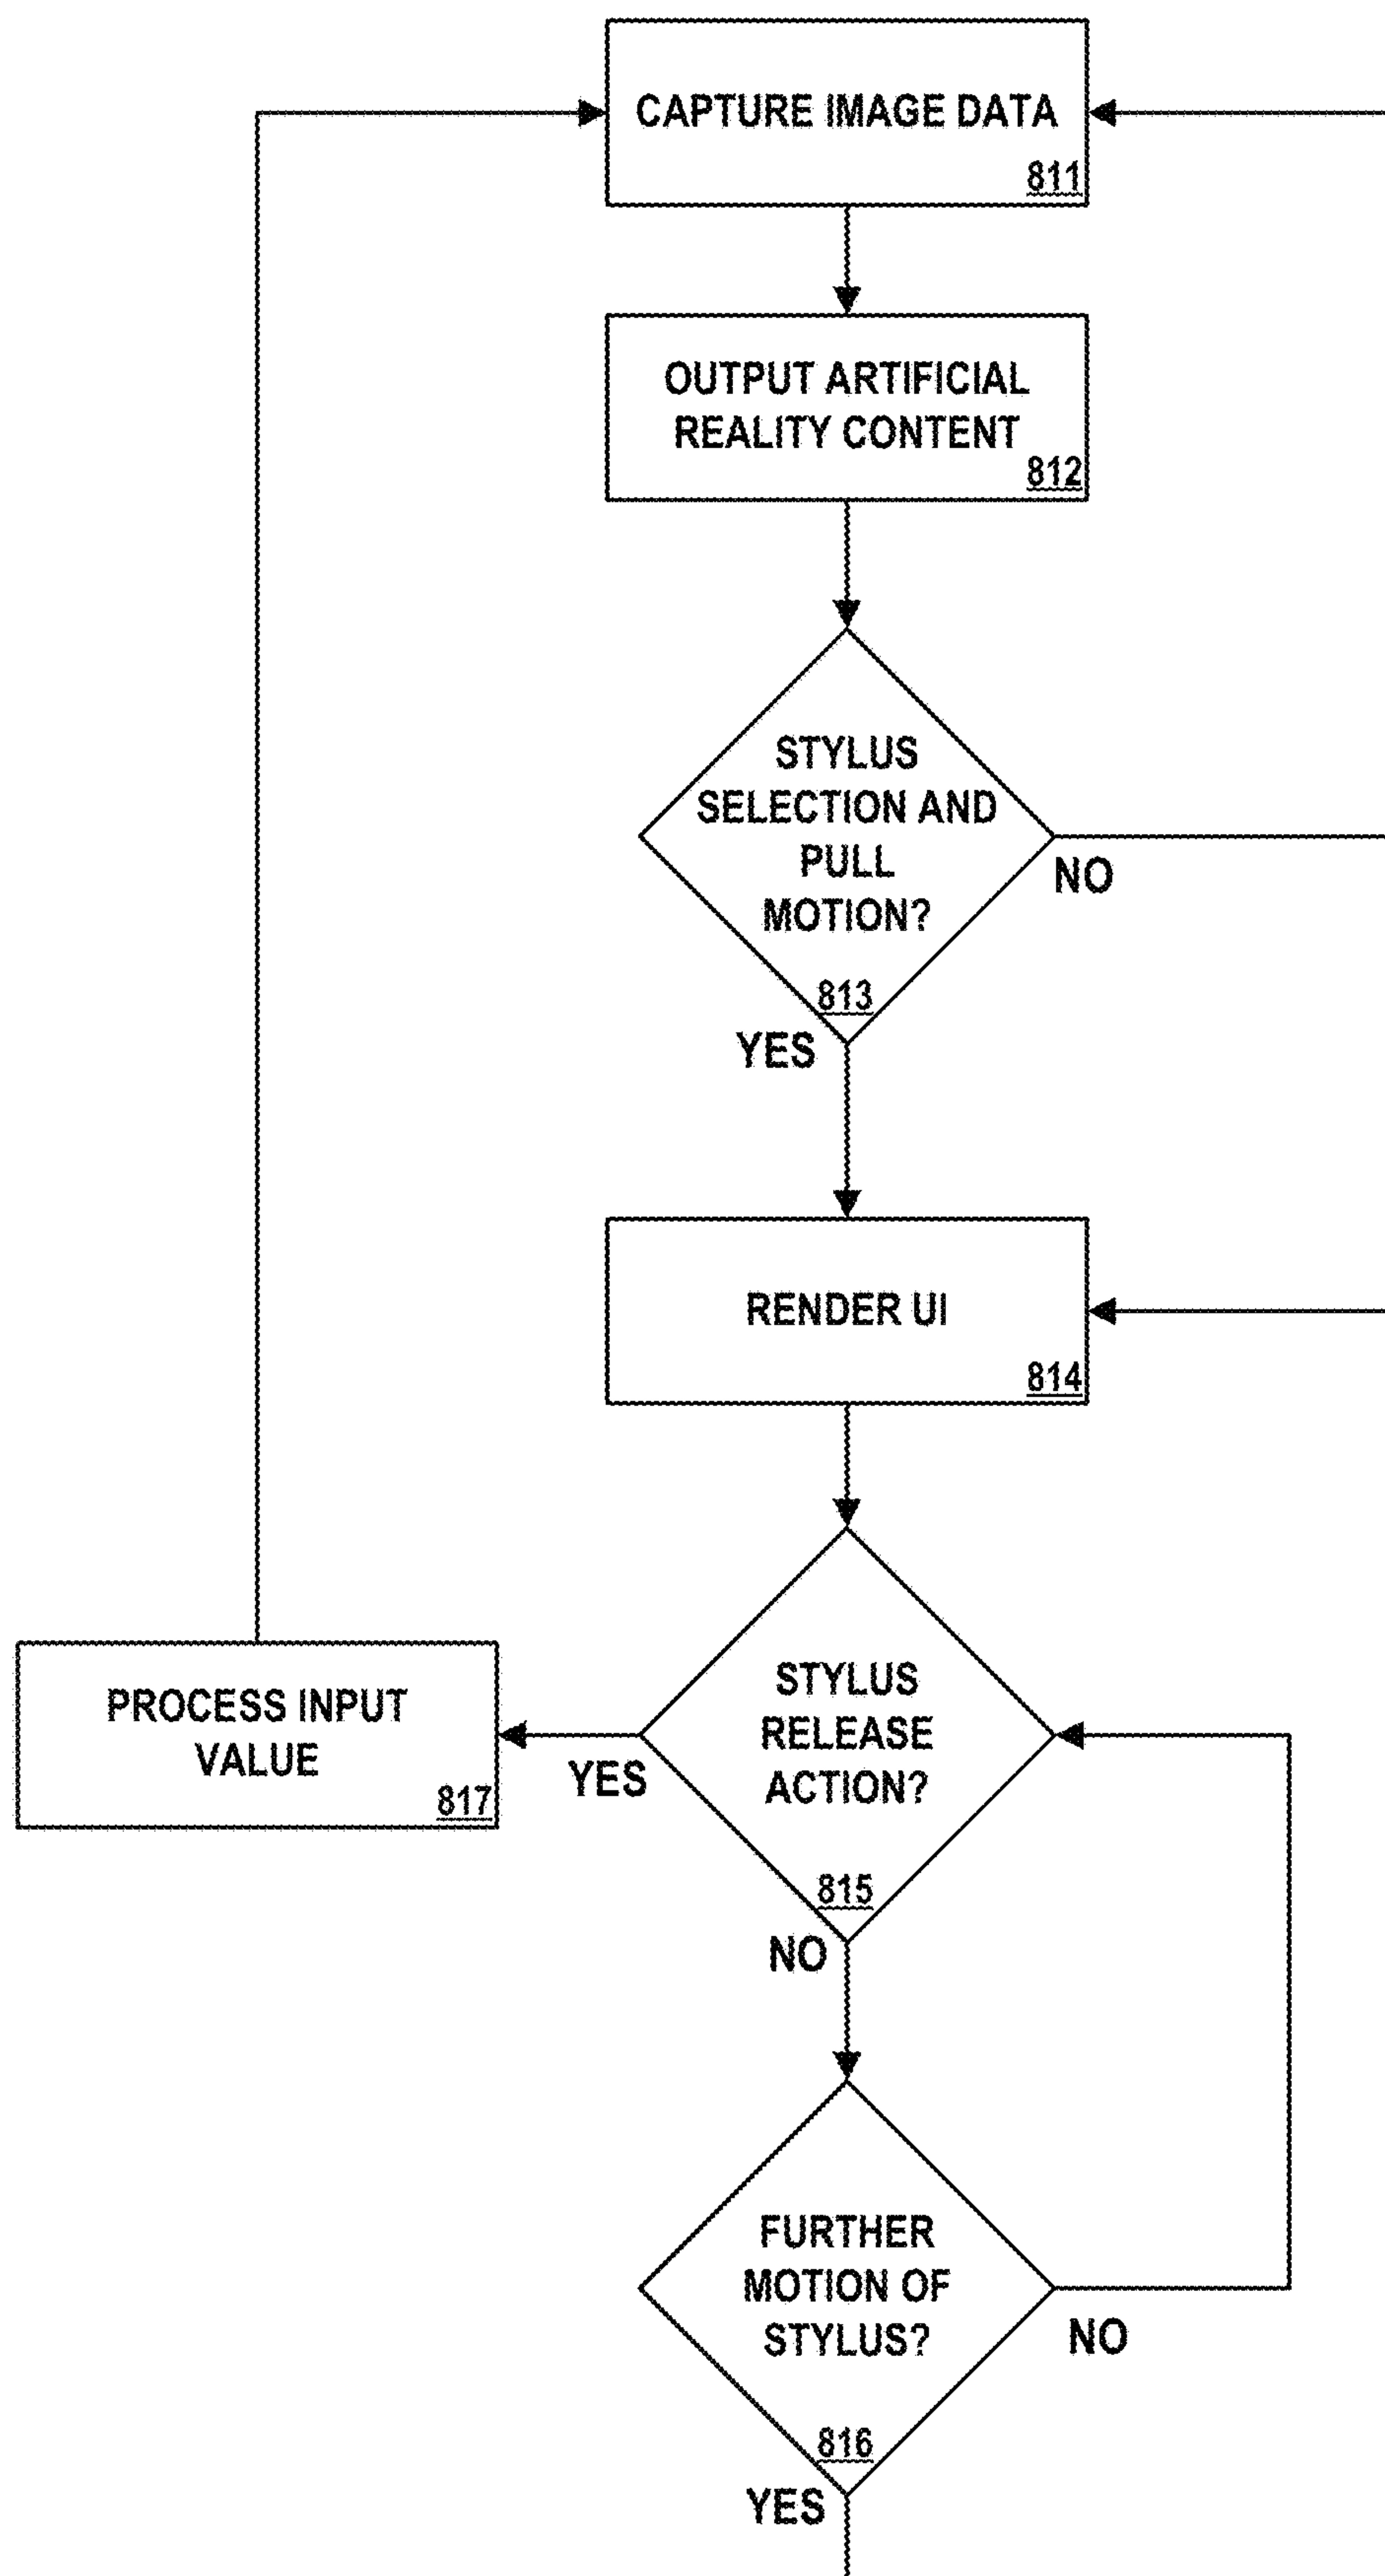 CAPTURE IMAGE DATA
811
OUTPUT ARTIFICIAL
REALITY CONTENT
812
STYLUS
SELECTION AND
PULL
MOTION?
813
NO
YES
RENDER UI
814
STYLUS
RELEASE
ACTION?
815
YES
NO
PROCESS INPUT
VALUE
817
FURTHER
MOTION OF
STYLUS?
816
NO
YES